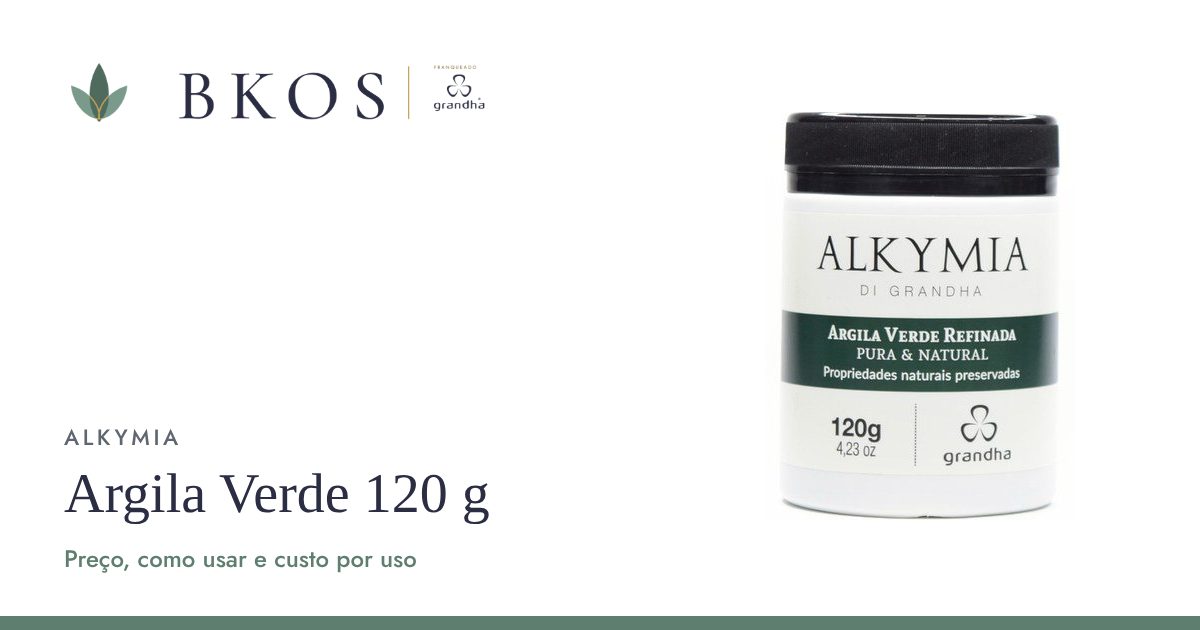 BKOS
FRANQUEADO
grandha
ALKYMIA
Argila Verde 120 g
Preço, como usar e custo por uso
ALKYMIA
DI GRANDHA
ARGILA VERDE REFINADA
PURA & NATURAL
Propriedades naturais preservadas
120g
4,23 oz
grandha